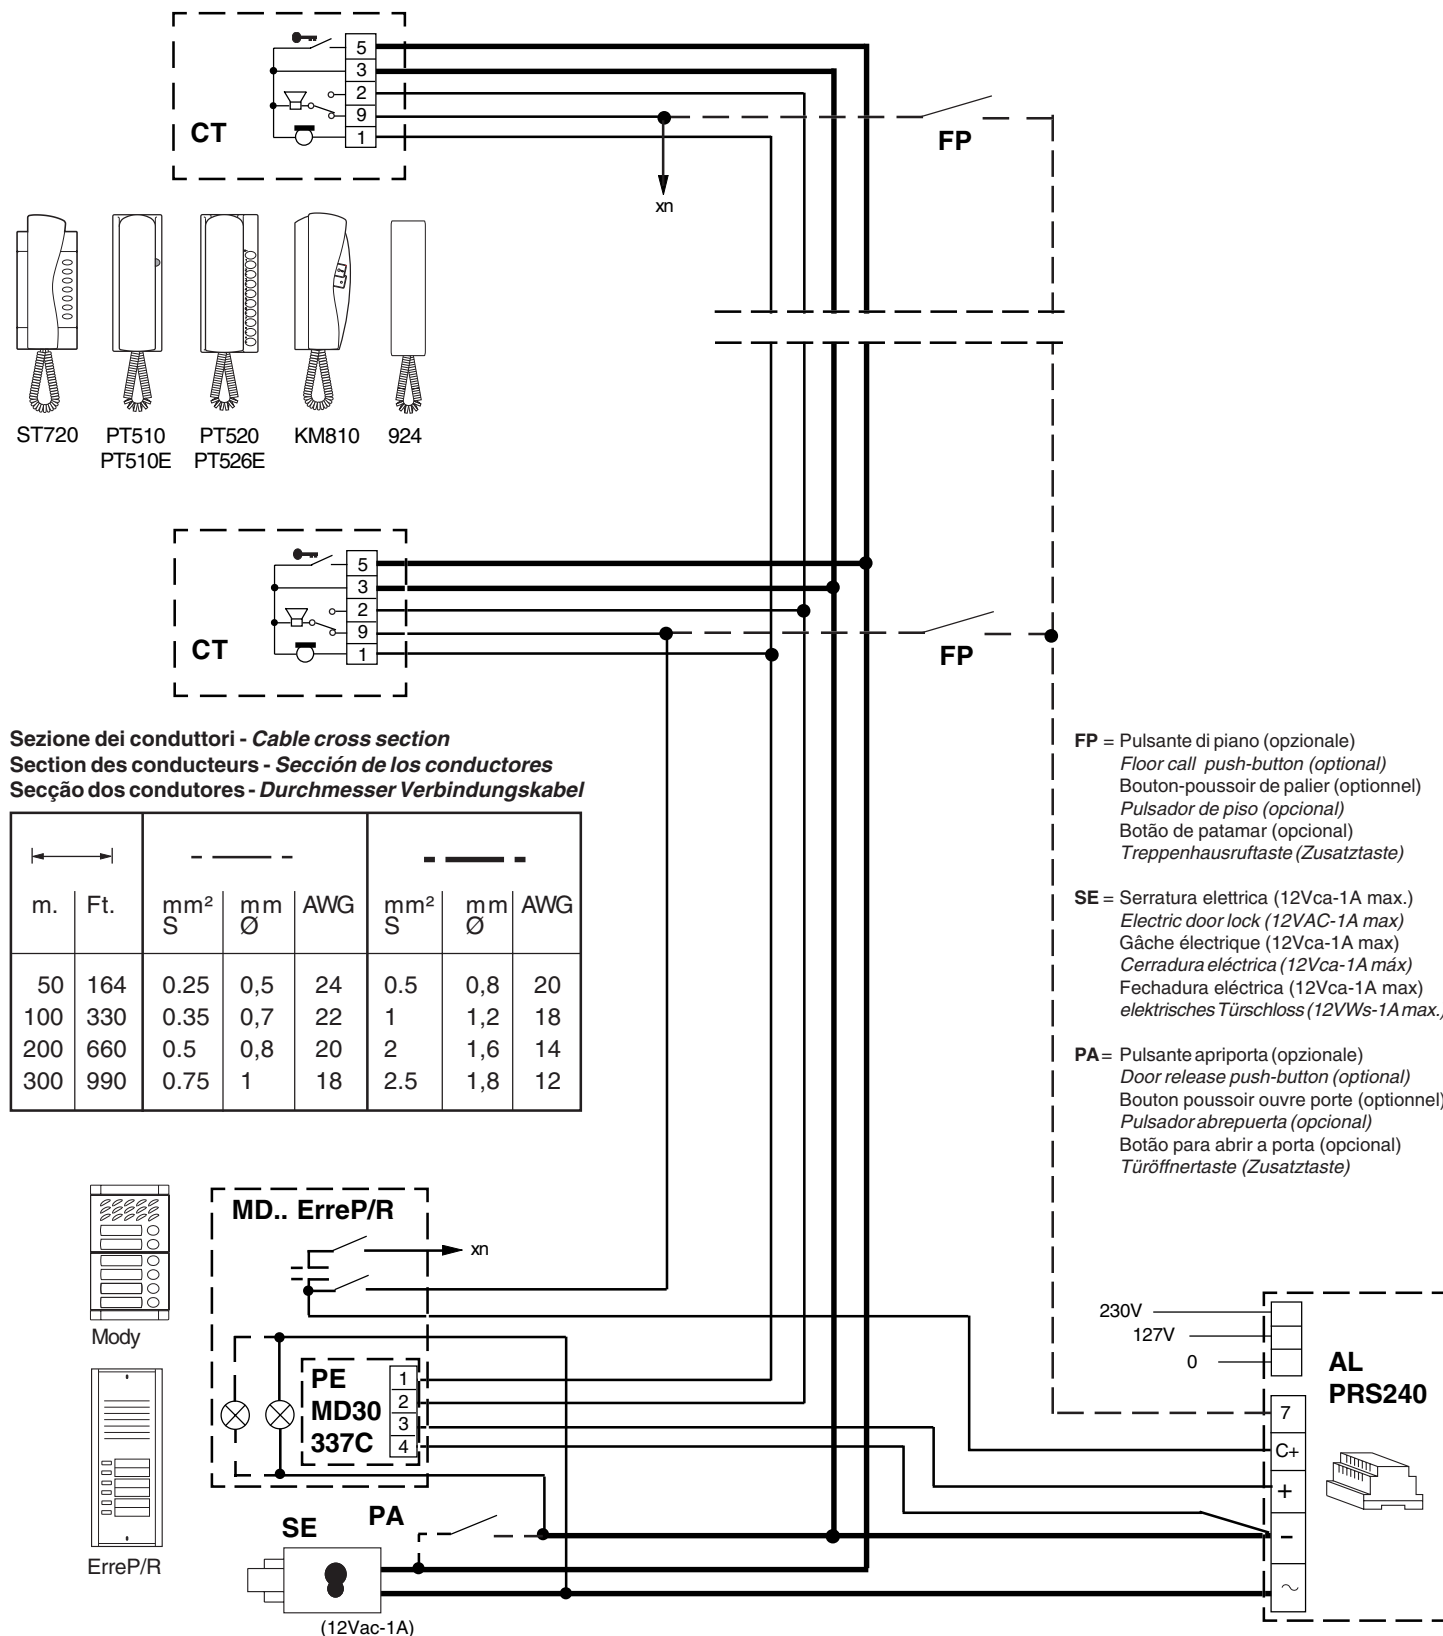 5
3
2
9
1
CT
FP
xn
ST720
PT510
PT510E
PT520
PT526E
KM810
924
5
3
2
9
1
CT
FP
Sezione dei conduttori - Cable cross section
Section des conducteurs - Sección de los conductores
Secção dos condutores - Durchmesser Verbindungskabel
m. Ft. mm² S mm Ø AWG mm² S mm Ø AWG
50 164 0.25 0,5 24 0.5 0,8 20
100 330 0.35 0,7 22 1 1,2 18
200 660 0.5 0,8 20 2 1,6 14
300 990 0.75 1 18 2.5 1,8 12
FP = Pulsante di piano (opzionale)
Floor call push-button (optional)
Bouton-poussoir de palier (optionnel)
Pulsador de piso (opcional)
Botão de patamar (opcional)
Treppenhausruftaste (Zusatztaste)
SE = Serratura elettrica (12Vca-1A max.)
Electric door lock (12VAC-1A max)
Gâche électrique (12Vca-1A max)
Cerradura eléctrica (12Vca-1A máx)
Fechadura eléctrica (12Vca-1A max)
elektrisches Türschloss (12VWs-1A max.)
PA = Pulsante apriporta (opzionale)
Door release push-button (optional)
Bouton poussoir ouvre porte (optionnel)
Pulsador abrepuerta (opcional)
Botão para abrir a porta (opcional)
Türöffnertaste (Zusatztaste)
Mody
ErreP/R
MD.. ErreP/R
xn
PE
MD30
337C
1
2
3
4
SE
PA
(12Vac-1A)
230V
127V
0
AL
PRS240
7
C+
+
−
~